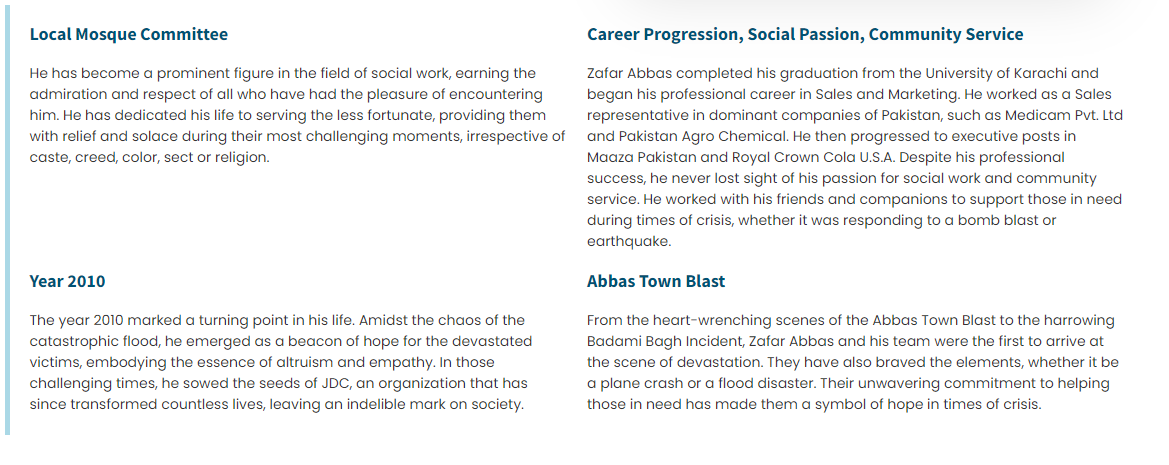 Local Mosque Committee
He has become a prominent figure in the field of social work, earning the
admiration and respect of all who have had the pleasure of encountering
him. He has dedicated his life to serving the less fortunate, providing them
with relief and solace during their most challenging moments, irrespective of
caste, creed, color, sect or religion.
Career Progression, Social Passion, Community Service
Zafar Abbas completed his graduation from the University of Karachi and
began his professional career in Sales and Marketing. He worked as a Sales
representative in dominant companies of Pakistan, such as Medicam Pvt. Ltd
and Pakistan Agro Chemical. He then progressed to executive posts in
Maaza Pakistan and Royal Crown Cola U.S.A. Despite his professional
success, he never lost sight of his passion for social work and community
service. He worked with his friends and companions to support those in need
during times of crisis, whether it was responding to a bomb blast or
earthquake.
Year 2010
The year 2010 marked a turning point in his life. Amidst the chaos of the
catastrophic flood, he emerged as a beacon of hope for the devastated
victims, embodying the essence of altruism and empathy. In those
challenging times, he sowed the seeds of JDC, an organization that has
since transformed countless lives, leaving an indelible mark on society.
Abbas Town Blast
From the heart-wrenching scenes of the Abbas Town Blast to the harrowing
Badami Bagh Incident, Zafar Abbas and his team were the first to arrive at
the scene of devastation. They have also braved the elements, whether it be
a plane crash or a flood disaster. Their unwavering commitment to helping
those in need has made them a symbol of hope in times of crisis.